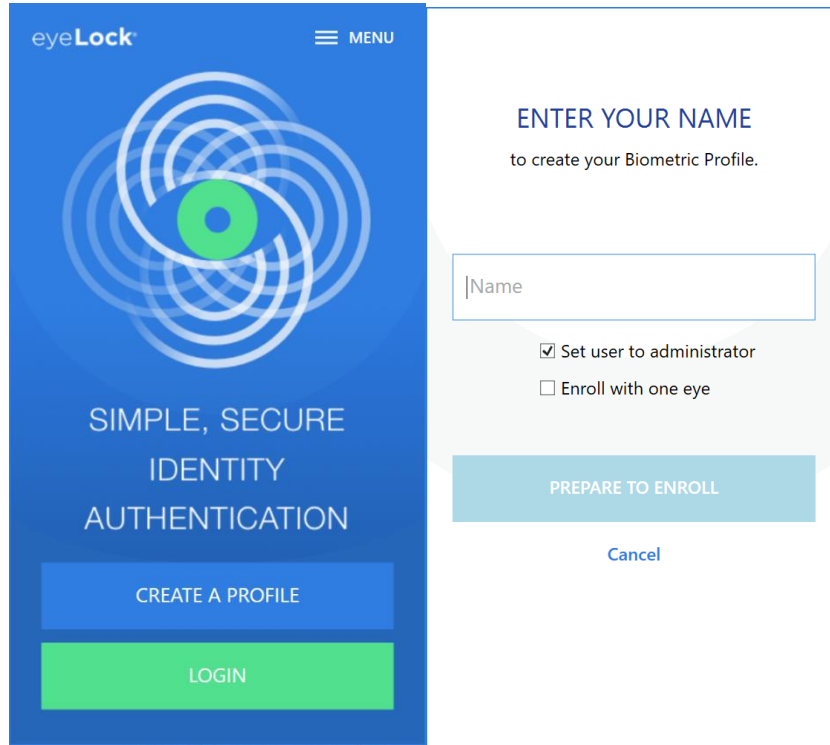 eyeLock
MENU
SIMPLE, SECURE
IDENTITY
AUTHENTICATION
CREATE A PROFILE
LOGIN
ENTER YOUR NAME
to create your Biometric Profile.
Name
Set user to administrator
Enroll with one eye
PREPARE TO ENROLL
Cancel